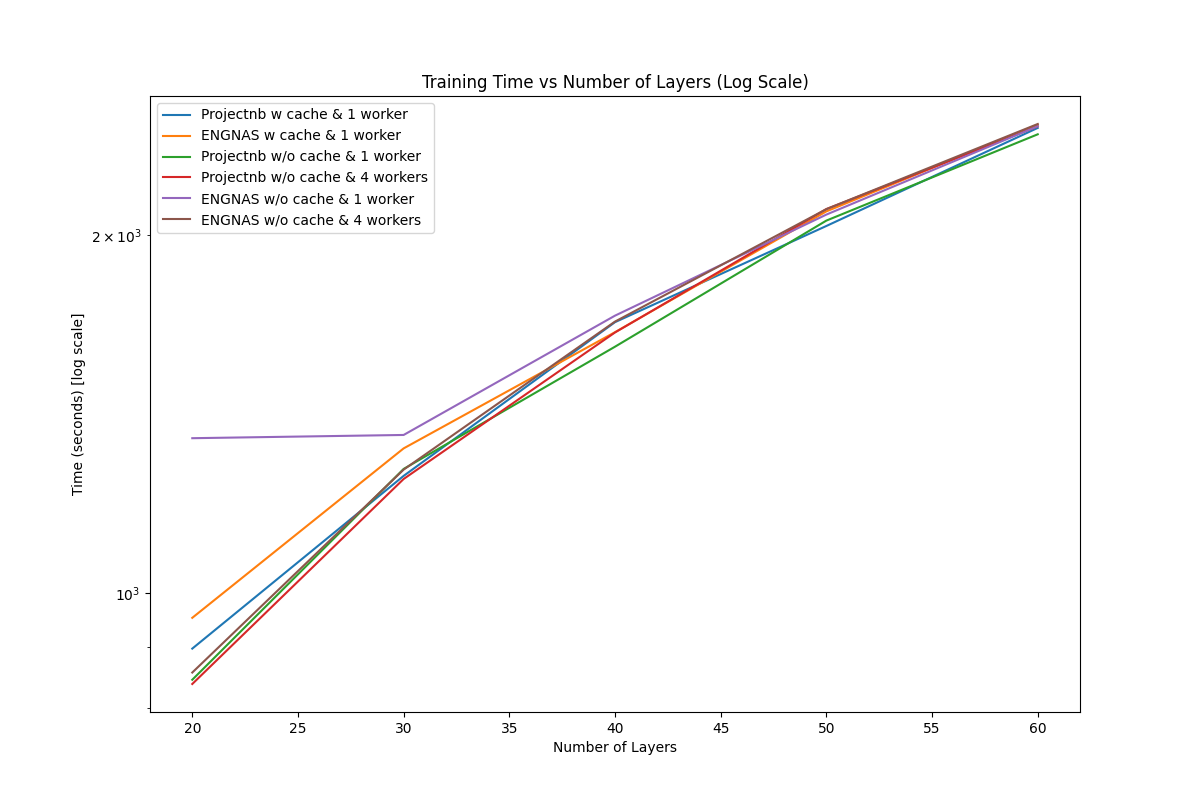 Training Time vs Number of Layers (Log Scale)
Projectnb w cache & 1 worker
ENGNAS w cache & 1 worker
Projectnb w/o cache & 1 worker
Projectnb w/o cache & 4 workers
ENGNAS w/o cache & 1 worker
ENGNAS w/o cache & 4 workers
2 × 10³
10³
Time (seconds) [log scale]
20 25 30 35 40 45 50 55 60
Number of Layers